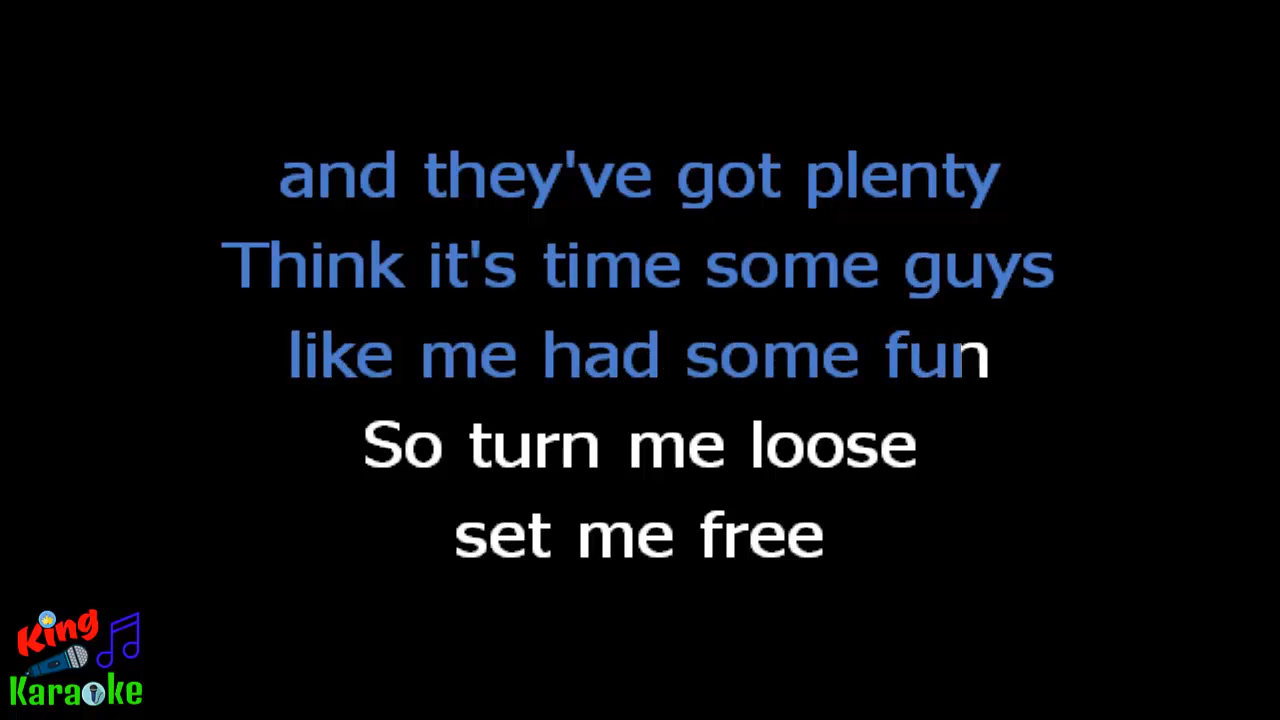 and they've got plenty
Think it's time some guys
like me had some fun
So turn me loose
set me free
King
Karaoke